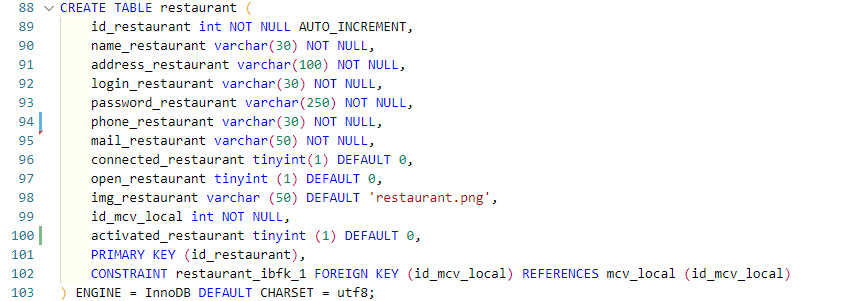 88 CREATE TABLE restaurant (
89 id_restaurant int NOT NULL AUTO_INCREMENT,
90 name_restaurant varchar(30) NOT NULL,
91 address_restaurant varchar(100) NOT NULL,
92 login_restaurant varchar(30) NOT NULL,
93 password_restaurant varchar(250) NOT NULL,
94 phone_restaurant varchar(30) NOT NULL,
95 mail_restaurant varchar(50) NOT NULL,
96 connected_restaurant tinyint(1) DEFAULT 0,
97 open_restaurant tinyint (1) DEFAULT 0,
98 img_restaurant varchar (50) DEFAULT 'restaurant.png',
99 id_mcv_local int NOT NULL,
100 activated_restaurant tinyint (1) DEFAULT 0,
101 PRIMARY KEY (id_restaurant),
102 CONSTRAINT restaurant_ibfk_1 FOREIGN KEY (id_mcv_local) REFERENCES mcv_local (id_mcv_local)
103 ) ENGINE = InnoDB DEFAULT CHARSET = utf8;